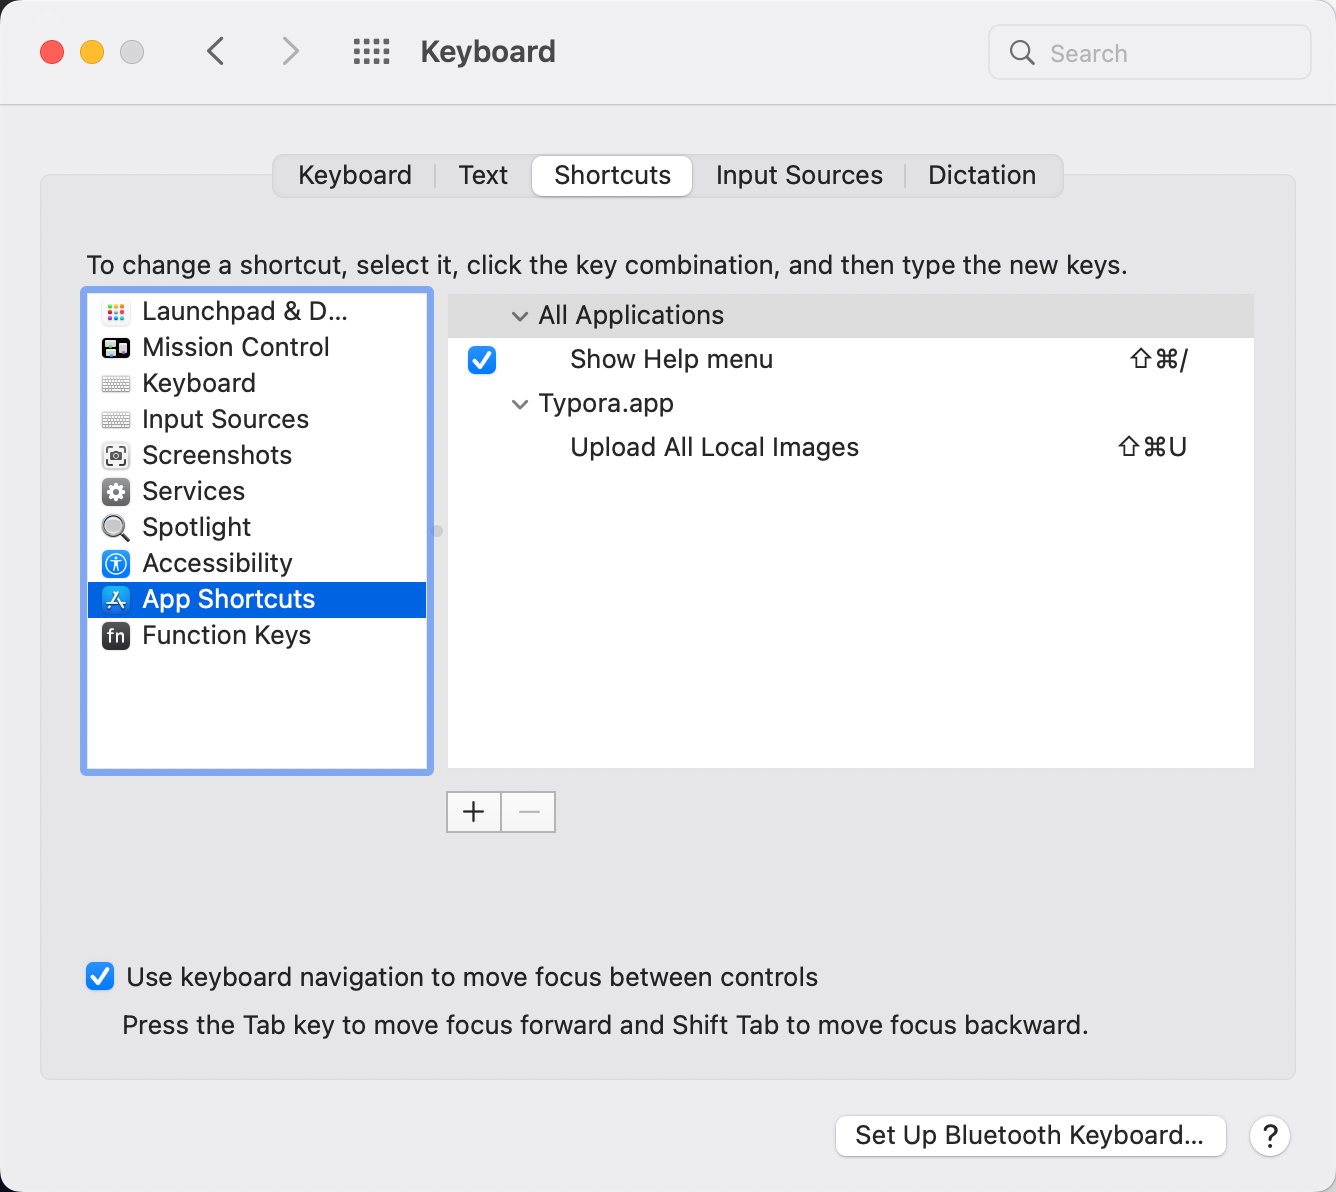 Keyboard
Search
Keyboard
Text
Shortcuts
Input Sources
Dictation
To change a shortcut, select it, click the key combination, and then type the new keys.
Launchpad & D...
Mission Control
Keyboard
Input Sources
Screenshots
Services
Spotlight
Accessibility
App Shortcuts
fn Function Keys
All Applications
Show Help menu ⇧⌘/
Typora.app
Upload All Local Images ⇧⌘U
Use keyboard navigation to move focus between controls
Press the Tab key to move focus forward and Shift Tab to move focus backward.
Set Up Bluetooth Keyboard...
?